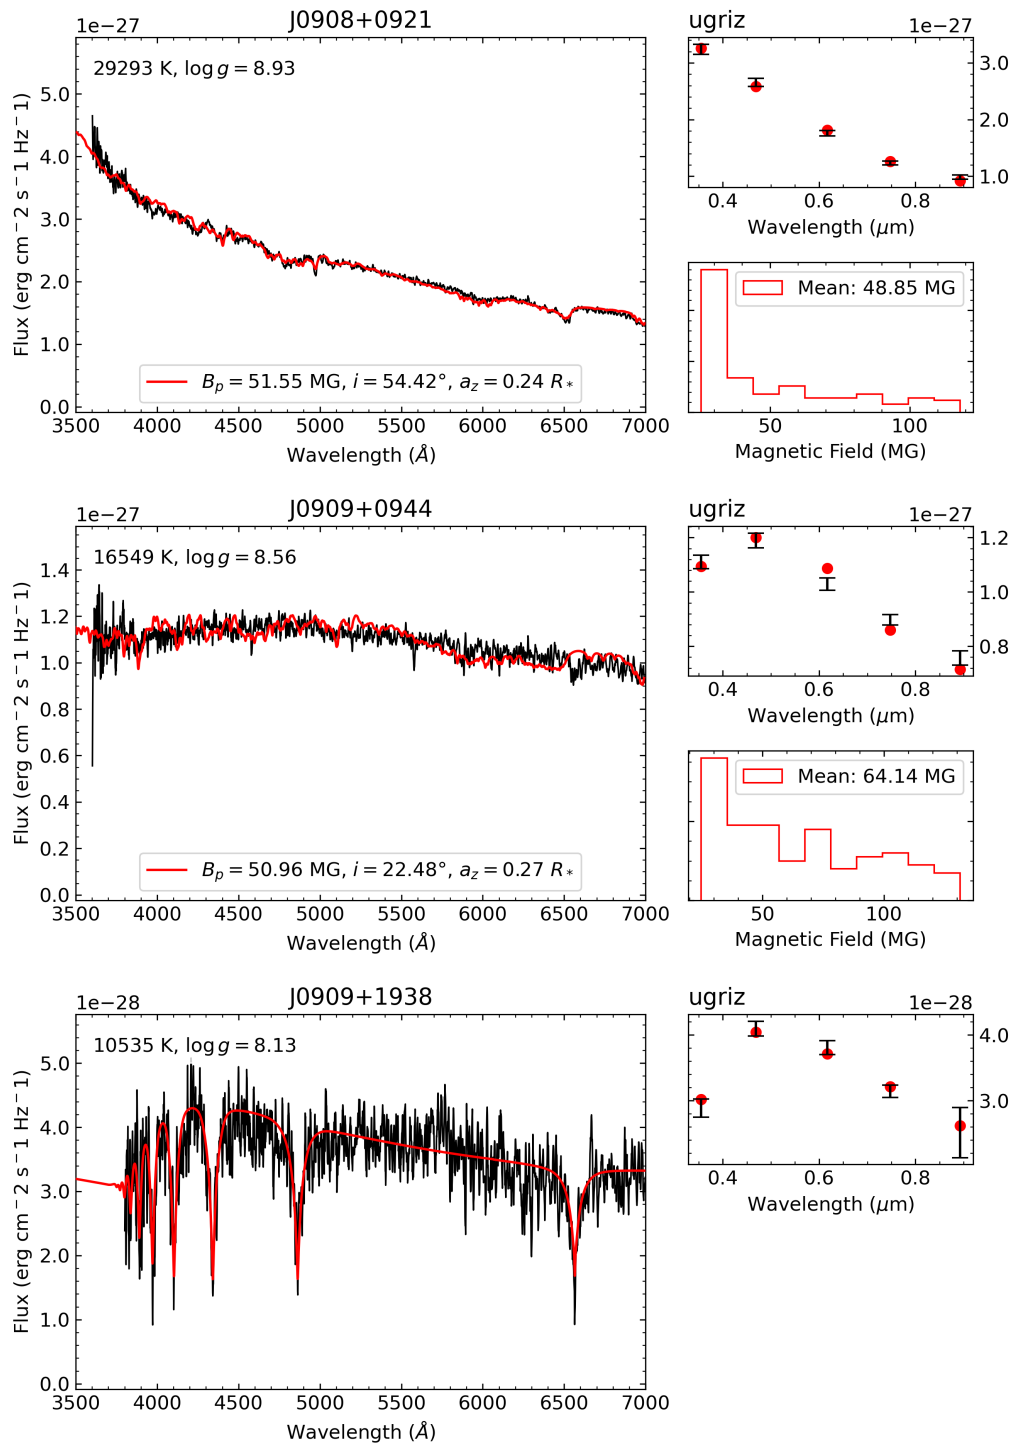 J0908+0921
1e−27
29293 K, log g = 8.93
5.0
4.0
3.0
2.0
1.0
0.0
Flux (erg cm−2 s−1 Hz−1)
B_p = 51.55 MG, i = 54.42°, a_z = 0.24 R_*
3500 4000 4500 5000 5500 6000 6500 7000
Wavelength (Å)
ugriz
1e−27
3.0
2.0
1.0
0.4 0.6 0.8
Wavelength (μm)
Mean: 48.85 MG
50 100
Magnetic Field (MG)
J0909+0944
1e−27
16549 K, log g = 8.56
1.4
1.2
1.0
0.8
0.6
0.4
0.2
0.0
Flux (erg cm−2 s−1 Hz−1)
B_p = 50.96 MG, i = 22.48°, a_z = 0.27 R_*
3500 4000 4500 5000 5500 6000 6500 7000
Wavelength (Å)
ugriz
1e−27
1.2
1.0
0.8
0.4 0.6 0.8
Wavelength (μm)
Mean: 64.14 MG
50 100
Magnetic Field (MG)
J0909+1938
1e−28
10535 K, log g = 8.13
5.0
4.0
3.0
2.0
1.0
0.0
Flux (erg cm−2 s−1 Hz−1)
3500 4000 4500 5000 5500 6000 6500 7000
Wavelength (Å)
ugriz
1e−28
4.0
3.0
0.4 0.6 0.8
Wavelength (μm)